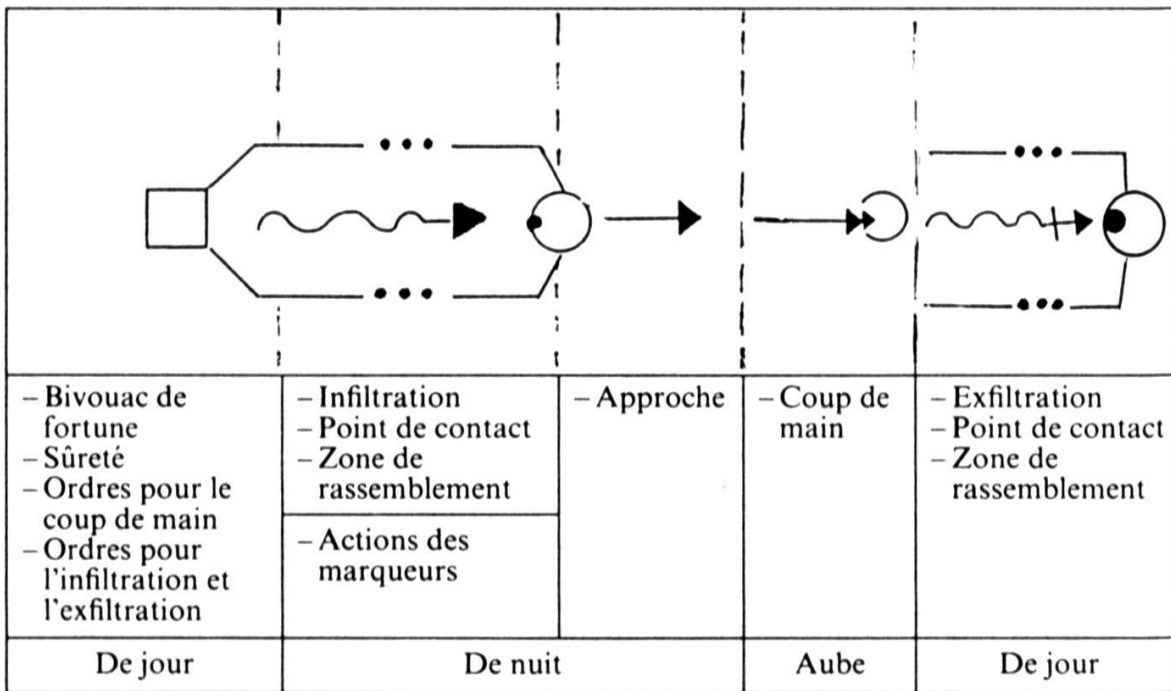 – Bivouac de
fortune
– Sûreté
– Ordres pour le
coup de main
– Ordres pour
l'infiltration et
l'exfiltration
– Infiltration
– Point de contact
– Zone de
rassemblement
– Actions des
marqueurs
– Approche
– Coup de
main
– Exfiltration
– Point de contact
– Zone de
rassemblement
De jour
De nuit
Aube
De jour